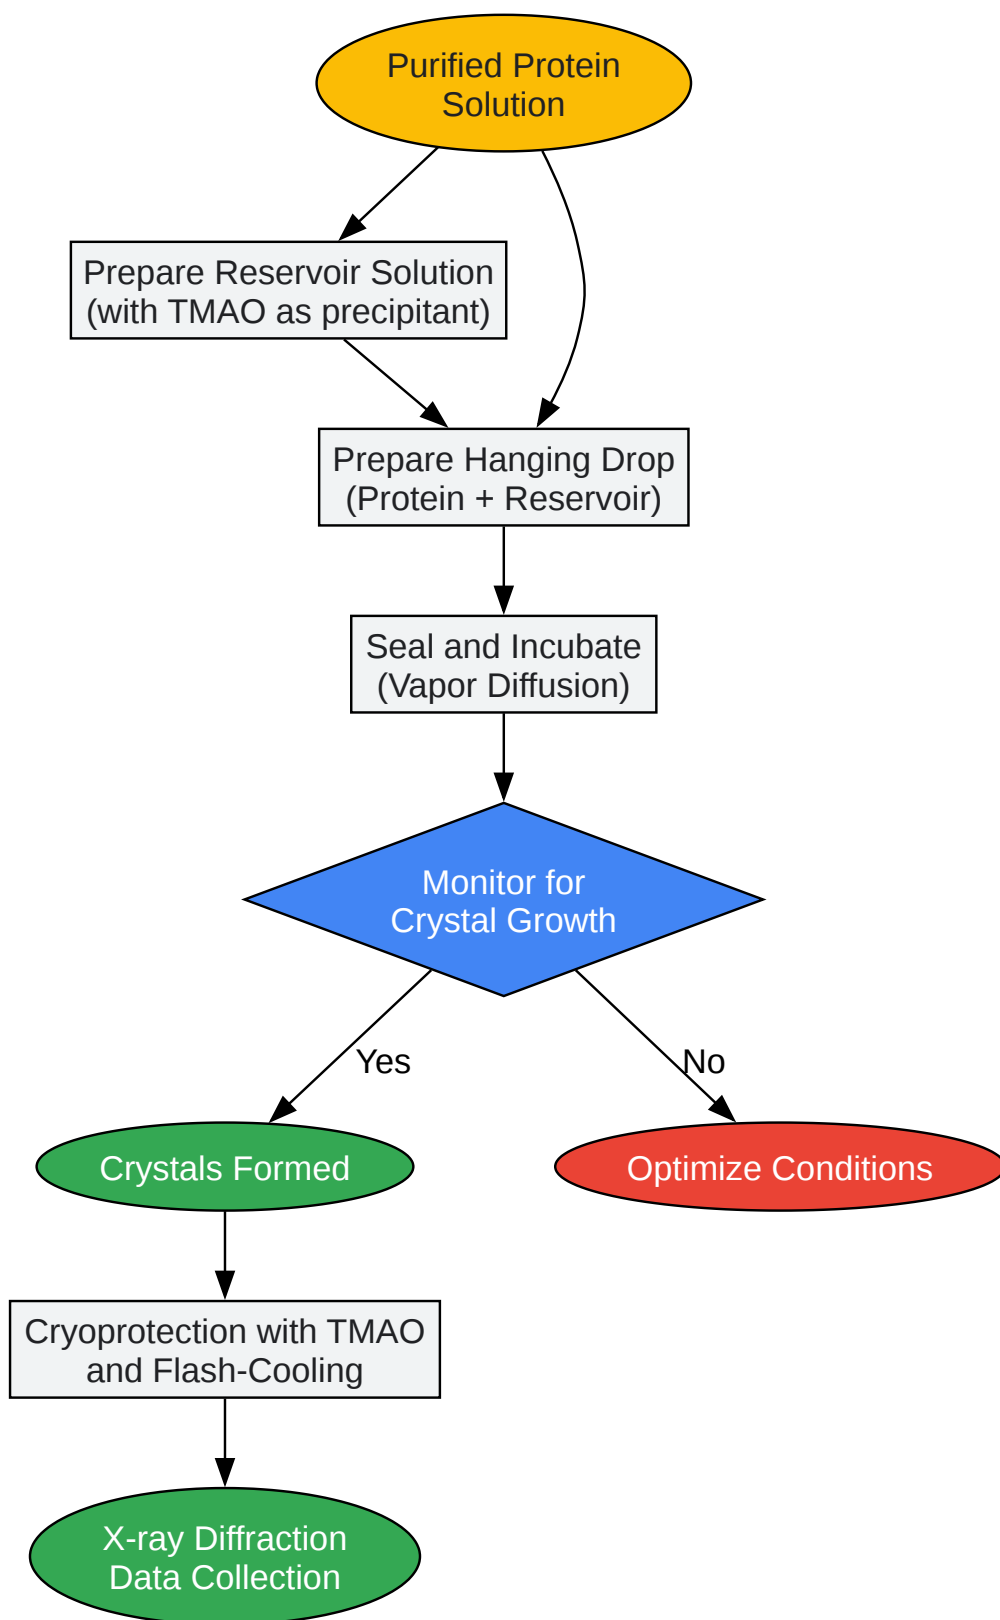 Purified Protein
Solution
Prepare Reservoir Solution
(with TMAO as precipitant)
Prepare Hanging Drop
(Protein + Reservoir)
Seal and Incubate
(Vapor Diffusion)
Monitor for
Crystal Growth
Yes
No
Crystals Formed
Optimize Conditions
Cryoprotection with TMAO
and Flash-Cooling
X-ray Diffraction
Data Collection